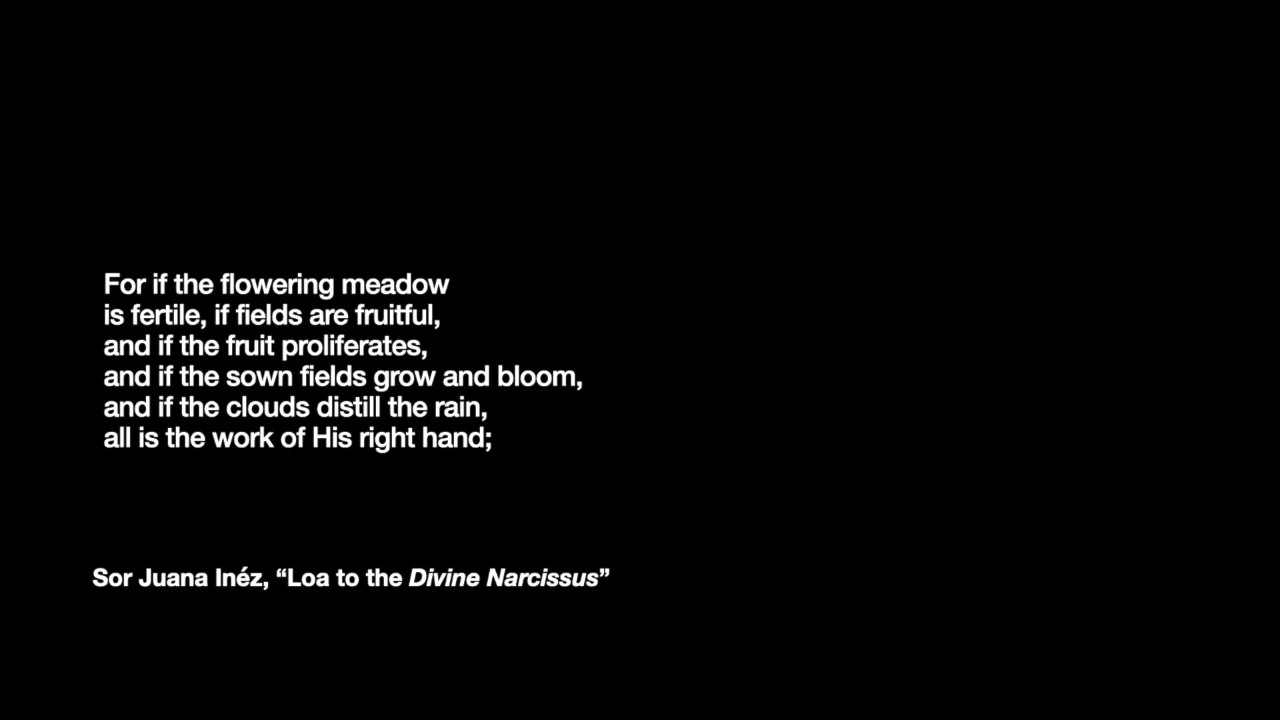 For if the flowering meadow
is fertile, if fields are fruitful,
and if the fruit proliferates,
and if the sown fields grow and bloom,
and if the clouds distill the rain,
all is the work of His right hand;
Sor Juana Inéz, “Loa to the Divine Narcissus”